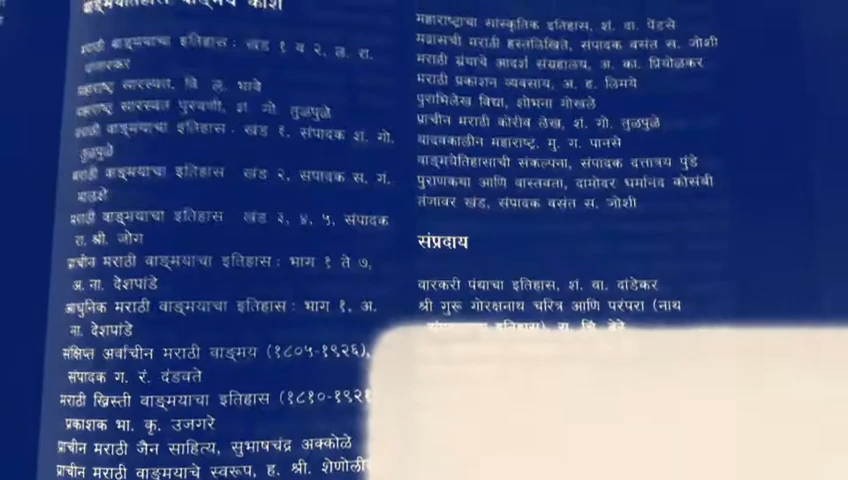 वाङ्मयेतिहास वाङ्मय कोश
मराठी वाङ्मयाचा इतिहास: खंड १ व २, ल. रा.
पांगारकर
महाराष्ट्र सारस्वत, वि. ल. भावे
महाराष्ट्र सारस्वत पुरवणी, शं. गो. तुळपुळे
मराठी वाङ्मयाचा इतिहास - खंड १, संपादक शं. गो.
तुळपुळे
मराठी वाङ्मयाचा इतिहास खंड २, संपादक स. गं.
मालशे
मराठी वाङ्मयाचा इतिहास खंड ३, ४, ५, संपादक
रा. श्री. जोग
प्राचीन मराठी वाङ्मयाचा इतिहास: भाग १ ते ७,
अ. ना. देशपांडे
आधुनिक मराठी वाङ्मयाचा इतिहास: भाग १, अ.
ना. देशपांडे
संक्षिप्त अर्वाचीन मराठी वाङ्मय (१८०५-१९२६),
संपादक ग. रं. दंडवते
मराठी ख्रिस्ती वाङ्मयाचा इतिहास (१८१०-१९२१
प्रकाशक भा. कृ. उजगरे
प्राचीन मराठी जैन साहित्य, सुभाषचंद्र अक्कोळे
प्राचीन मराठी वाङ्मयाचे स्वरूप, ह. श्री. शेणोली
महाराष्ट्राचा सांस्कृतिक इतिहास, शं. दा. पेंडसे
मद्रासची मराठी हस्तलिखिते, संपादक वसंत स. जोशी
मराठी ग्रंथाचे आदर्श संग्रहालय, अ. का. प्रियोळकर
मराठी प्रकाशन व्यवसाय, अ. ह. लिमये
पुराभिलेख विद्या, शोभना गोखले
प्राचीन मराठी कोरीव लेख, शं. गो. तुळपुळे
यादवकालीन महाराष्ट्र, मु. ग. पानसे
वाङ्मयेतिहासाची संकल्पना, संपादक दत्तात्रय पुंडे
पुराणकथा आणि वास्तवता, दामोदर धर्मानंद कोसंबी
तंजावर खंड, संपादक वसंत स. जोशी
संप्रदाय
वारकरी पंथाचा इतिहास, शं. वा. दांडेकर
श्री गुरू गोरक्षनाथ चरित्र आणि परंपरा (नाथ